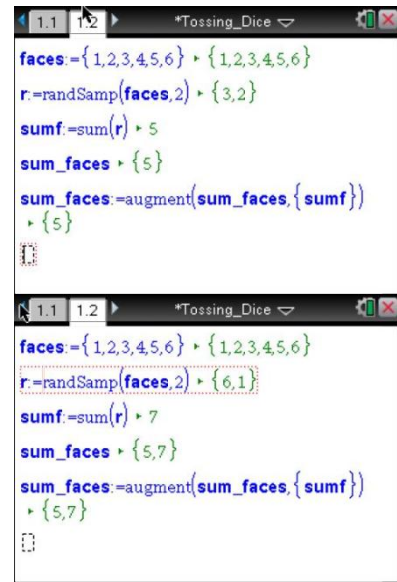 1.1 1.2 *Tossing_Dice
faces:={1,2,3,4,5,6} ▸ {1,2,3,4,5,6}
r:=randSamp(faces,2) ▸ {3,2}
sumf:=sum(r) ▸ 5
sum_faces ▸ {5}
sum_faces:=augment(sum_faces,{sumf})
▸ {5}
1.1 1.2 *Tossing_Dice
faces:={1,2,3,4,5,6} ▸ {1,2,3,4,5,6}
r:=randSamp(faces,2) ▸ {6,1}
sumf:=sum(r) ▸ 7
sum_faces ▸ {5,7}
sum_faces:=augment(sum_faces,{sumf})
▸ {5,7}